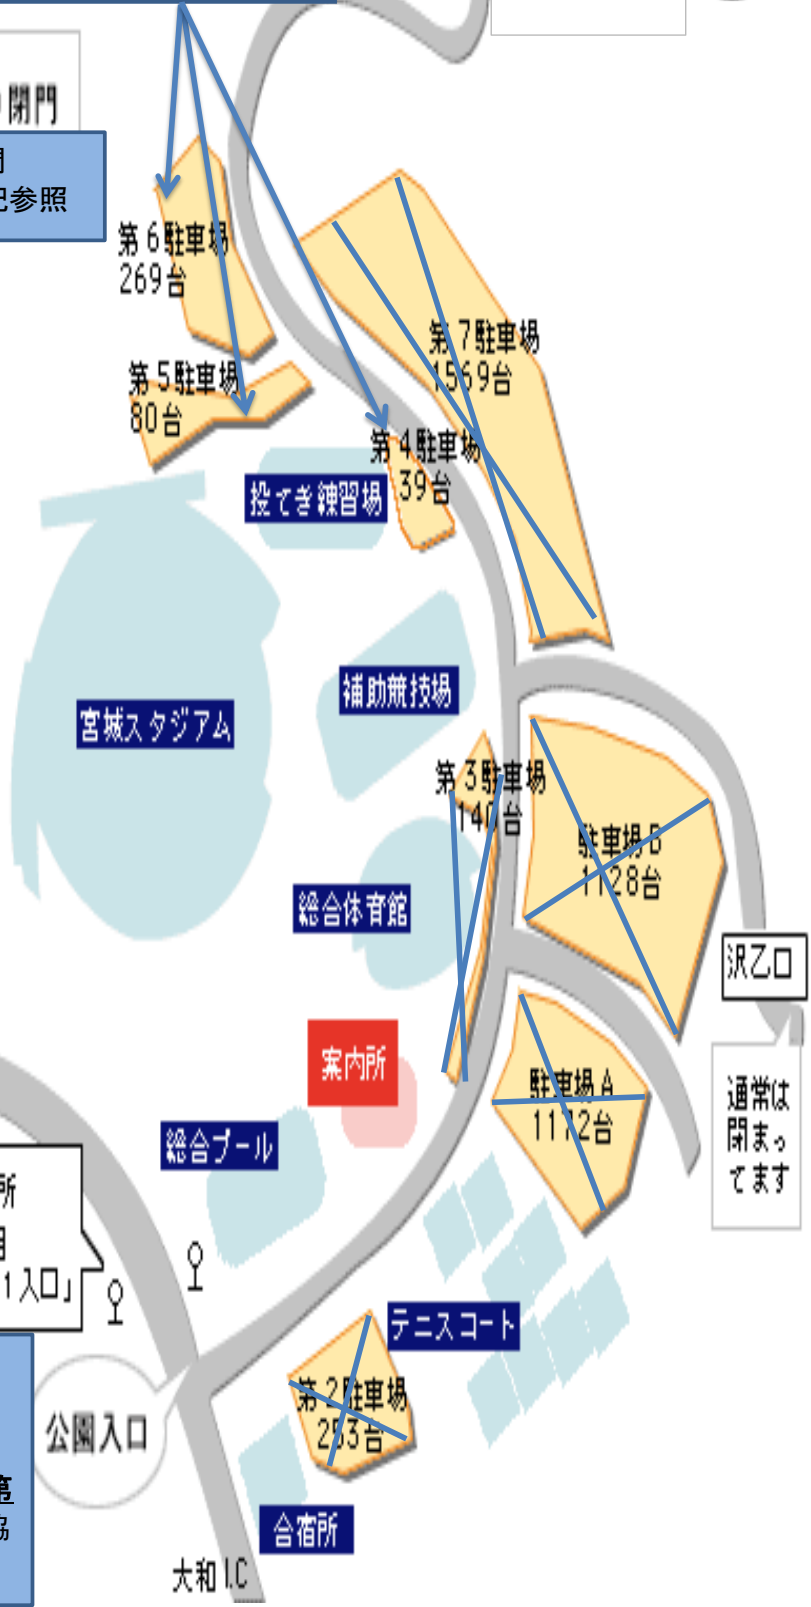 閉門
記参照
第6駐車場
269台
第7駐車場
1569台
第5駐車場
80台
第4駐車場
39台
投てき練習場
補助競技場
宮城スタジアム
第3駐車場
140台
駐車場B
1128台
総合体育館
沢乙口
案内所
駐車場A
1172台
通常は
閉まっ
てます
総合プール
所
1入口」
テニスコート
第2駐車場
253台
公園入口
第
協
合宿所
大和I.C